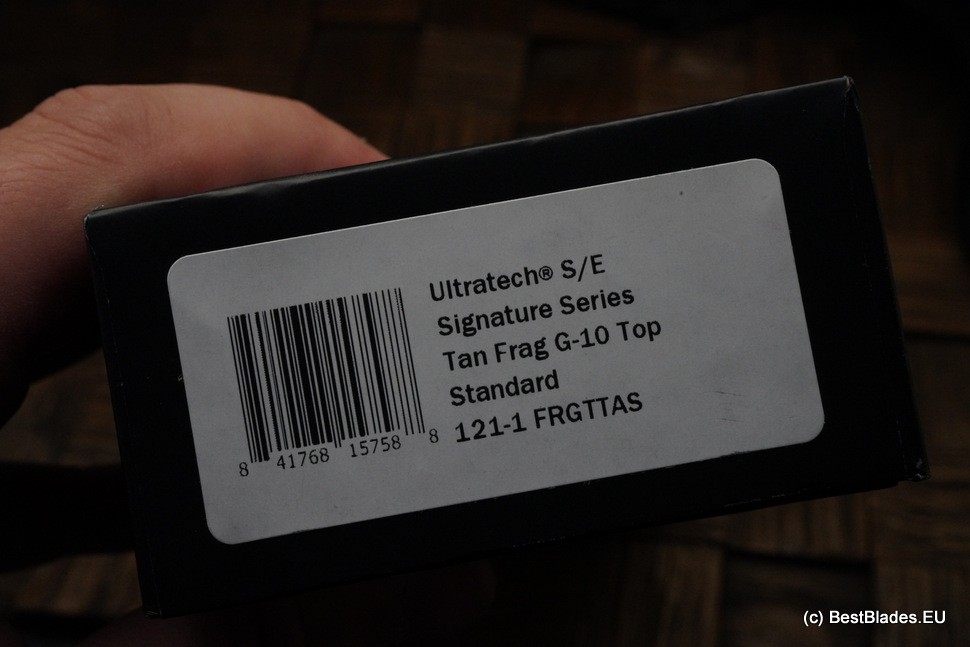 Ultratech® S/E
Signature Series
Tan Frag G-10 Top
Standard
121-1 FRGTTAS
8 41768 15758 8
(c) BestBlades.EU